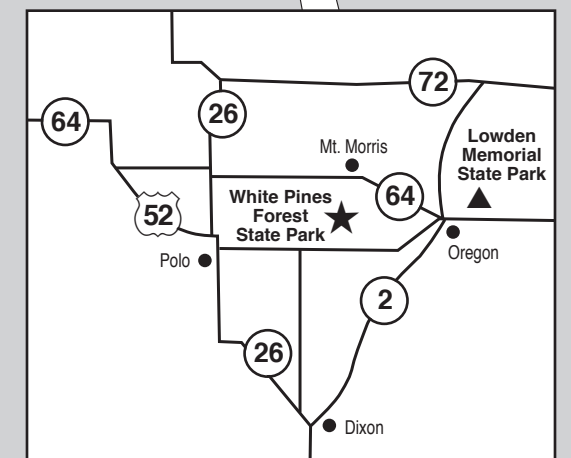 72
26
64
Lowden
Memorial
State Park
Mt. Morris
64
White Pines
Forest
State Park
52
Oregon
Polo
2
26
Dixon